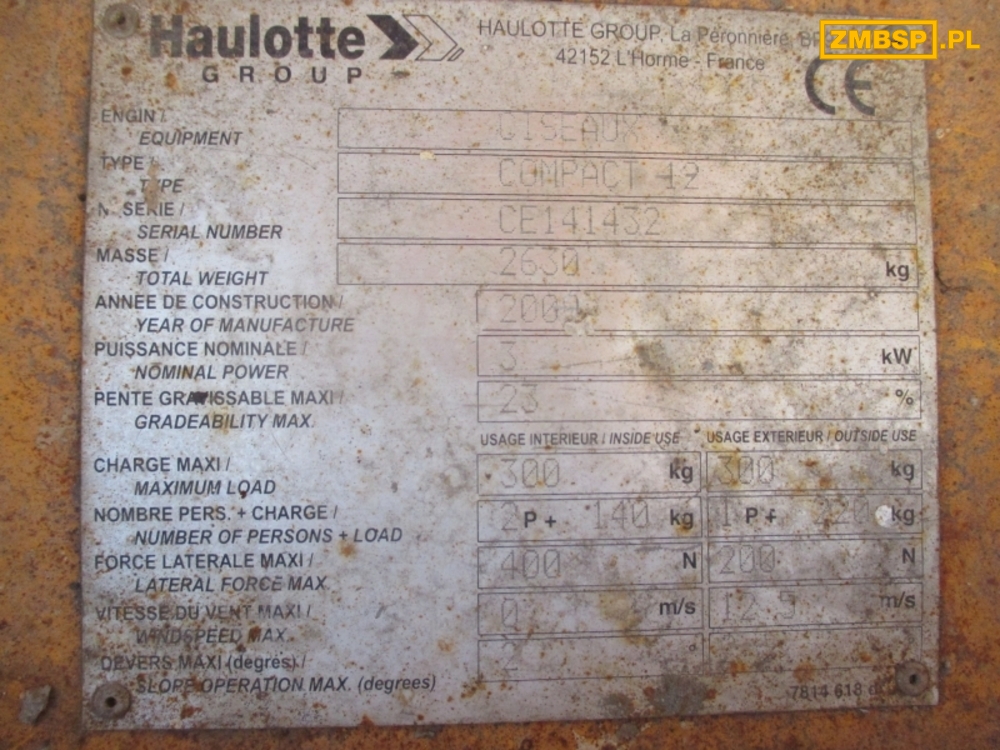 Haulotte
GROUP
HAULOTTE GROUP, La Péronnière,
ZMBSP.PL
42152 L'Horme - France
CE
ENGIN /
EQUIPMENT
CISEAUX
TYPE /
TYPE
COMPACT 12
N. SERIE /
SERIAL NUMBER
CE141432
MASSE /
TOTAL WEIGHT
2630 kg
ANNÉE DE CONSTRUCTION /
YEAR OF MANUFACTURE
PUISSANCE NOMINALE /
NOMINAL POWER
3 kW
PENTE GRAVISSABLE MAXI /
GRADEABILITY MAX.
23 %
USAGE INTERIEUR / INSIDE USE USAGE EXTERIEUR / OUTSIDE USE
CHARGE MAXI /
MAXIMUM LOAD
300 kg 300 kg
NOMBRE PERS. + CHARGE /
NUMBER OF PERSONS + LOAD
2 P + 140 kg 1 P + 220 kg
FORCE LATERALE MAXI /
LATERAL FORCE MAX.
400 N 200 N
VITESSE DU VENT MAXI /
WINDSPEED MAX.
0 m/s 12.5 m/s
DEVERS MAXI (degrés) /
SLOPE OPERATION MAX. (degrees)
2 °
7814 618